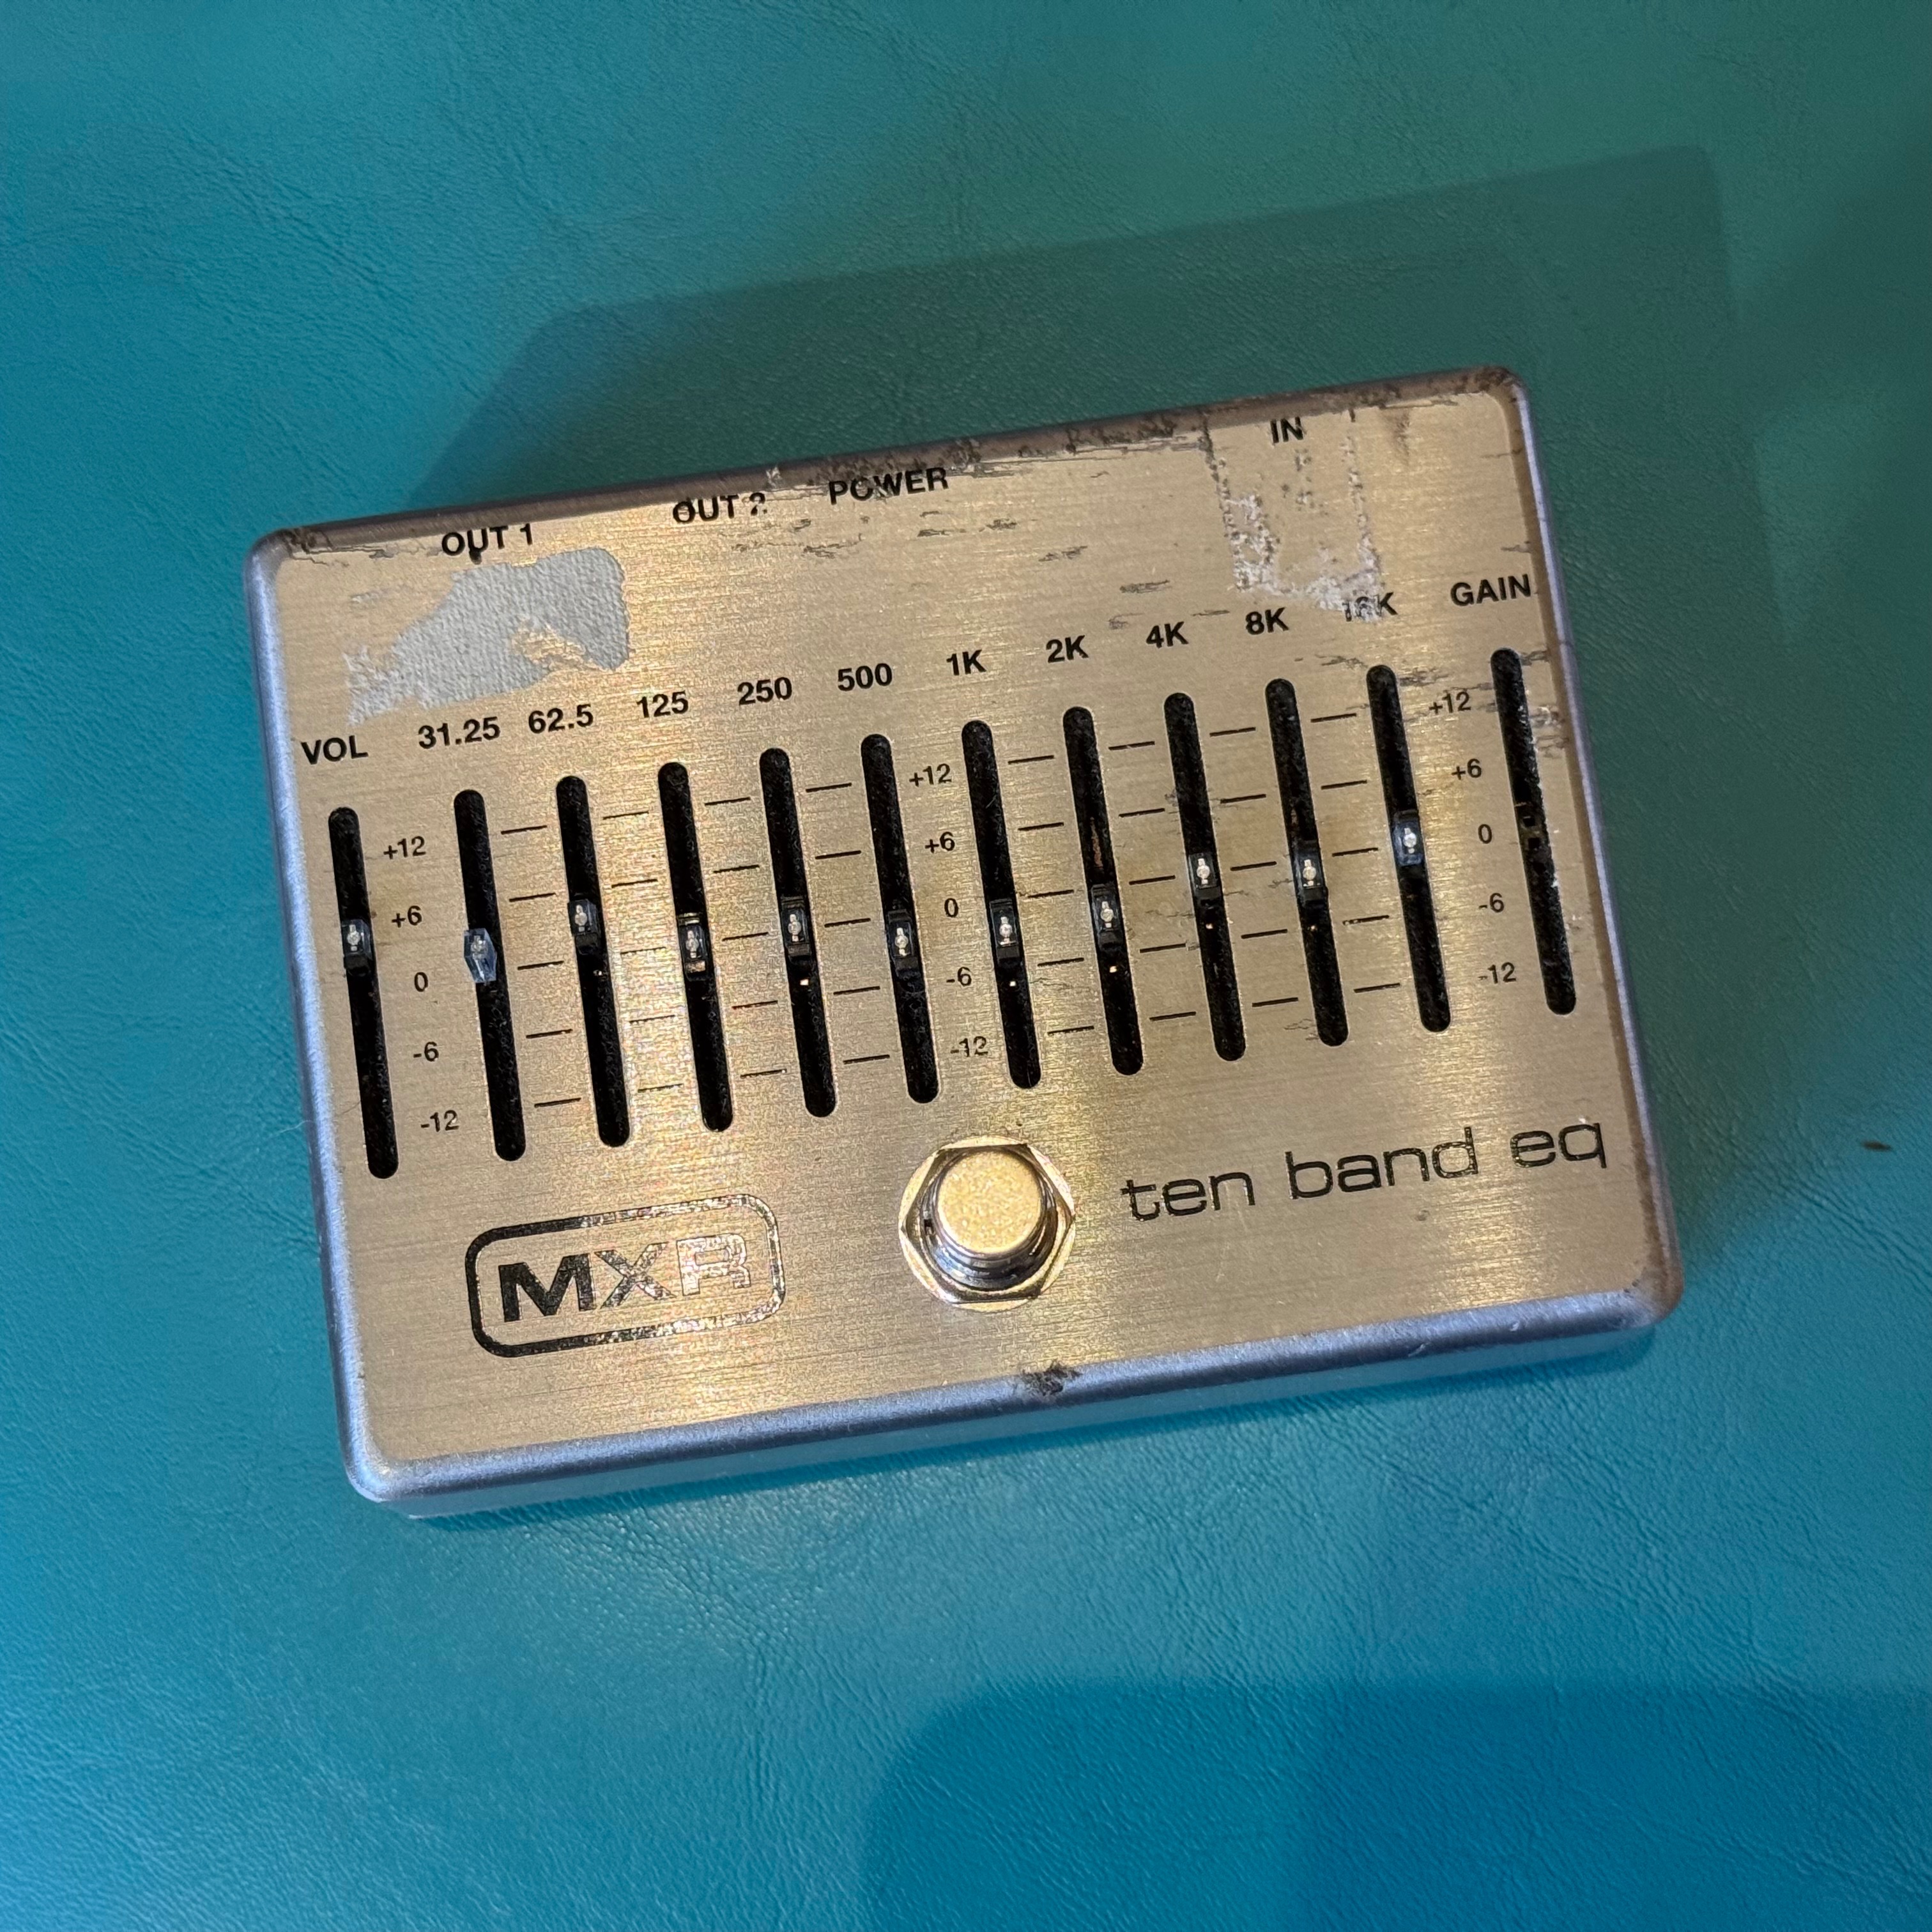 OUT 1 OUT 2 POWER IN
VOL 31.25 62.5 125 250 500 1K 2K 4K 8K 16K GAIN
+12 +12 +12
+6 +6 +6
0 0 0
-6 -6 -6
-12 -12 -12
MXR
ten band eq